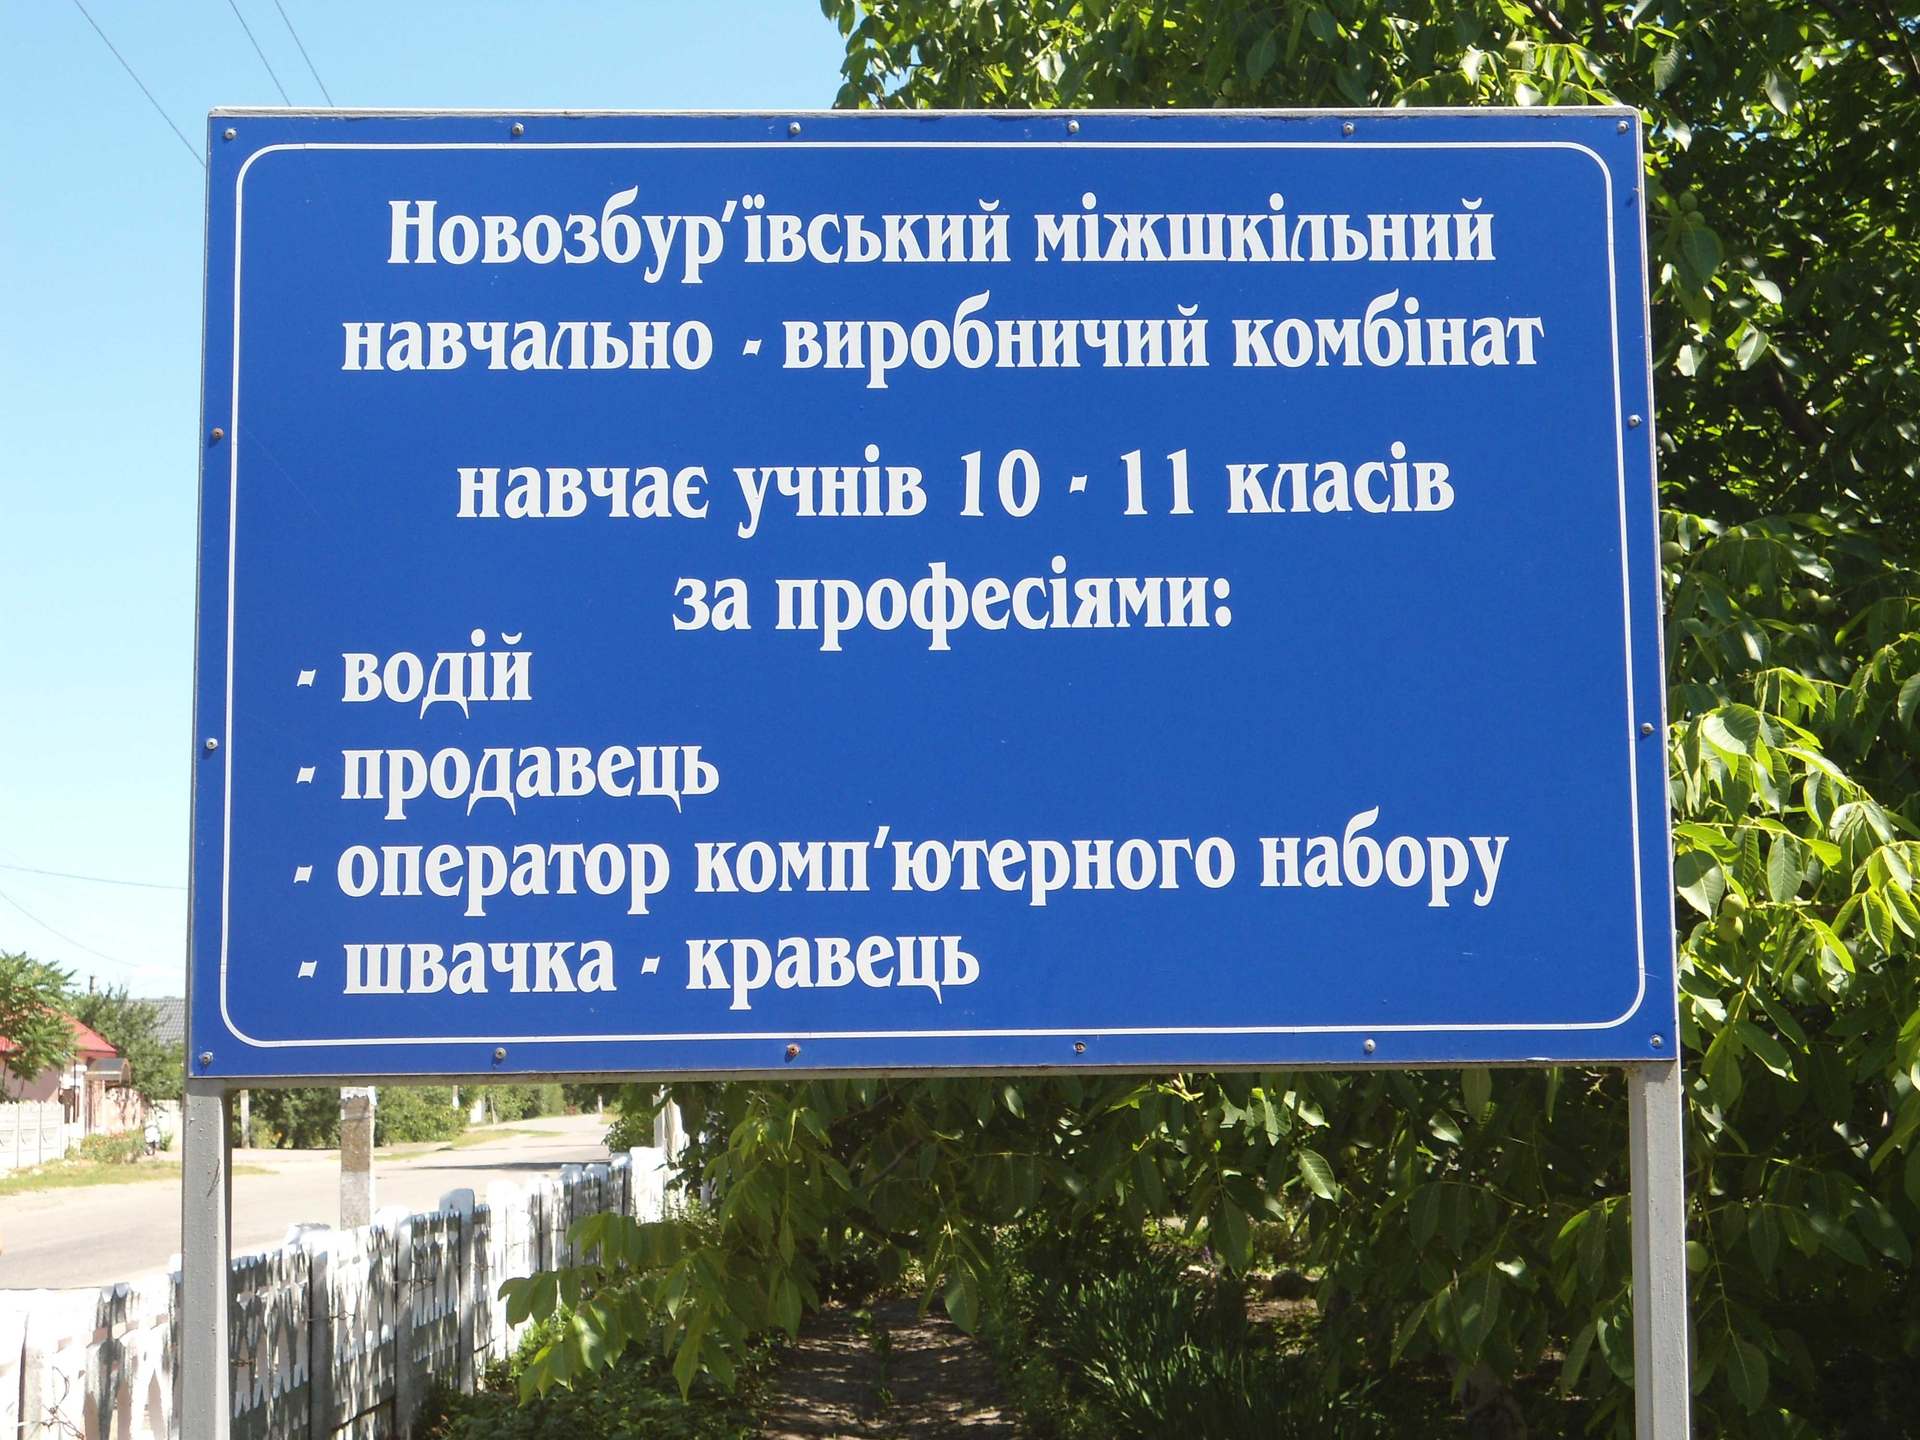 Новозбур'ївський міжшкільний
навчально - виробничий комбінат
навчає учнів 10 - 11 класів
за професіями:
- водій
- продавець
- оператор комп'ютерного набору
- швачка - кравець